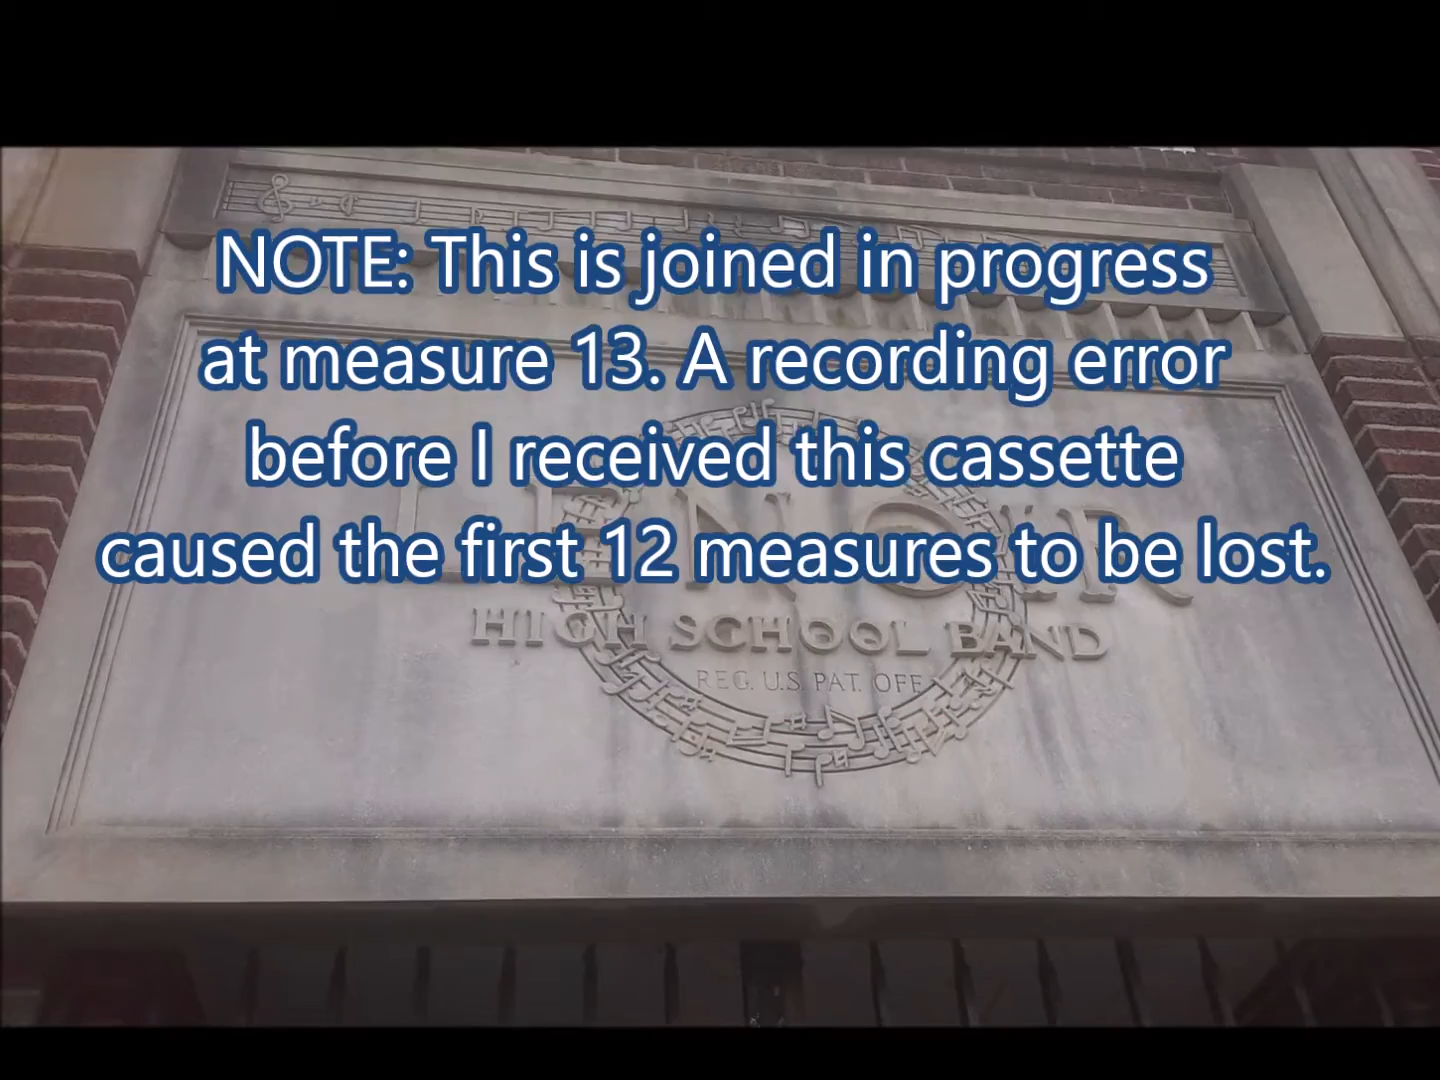 NOTE: This is joined in progress
at measure 13. A recording error
before I received this cassette
caused the first 12 measures to be lost.
LENOIR
HIGH SCHOOL BAND
REG. U.S. PAT. OFF.